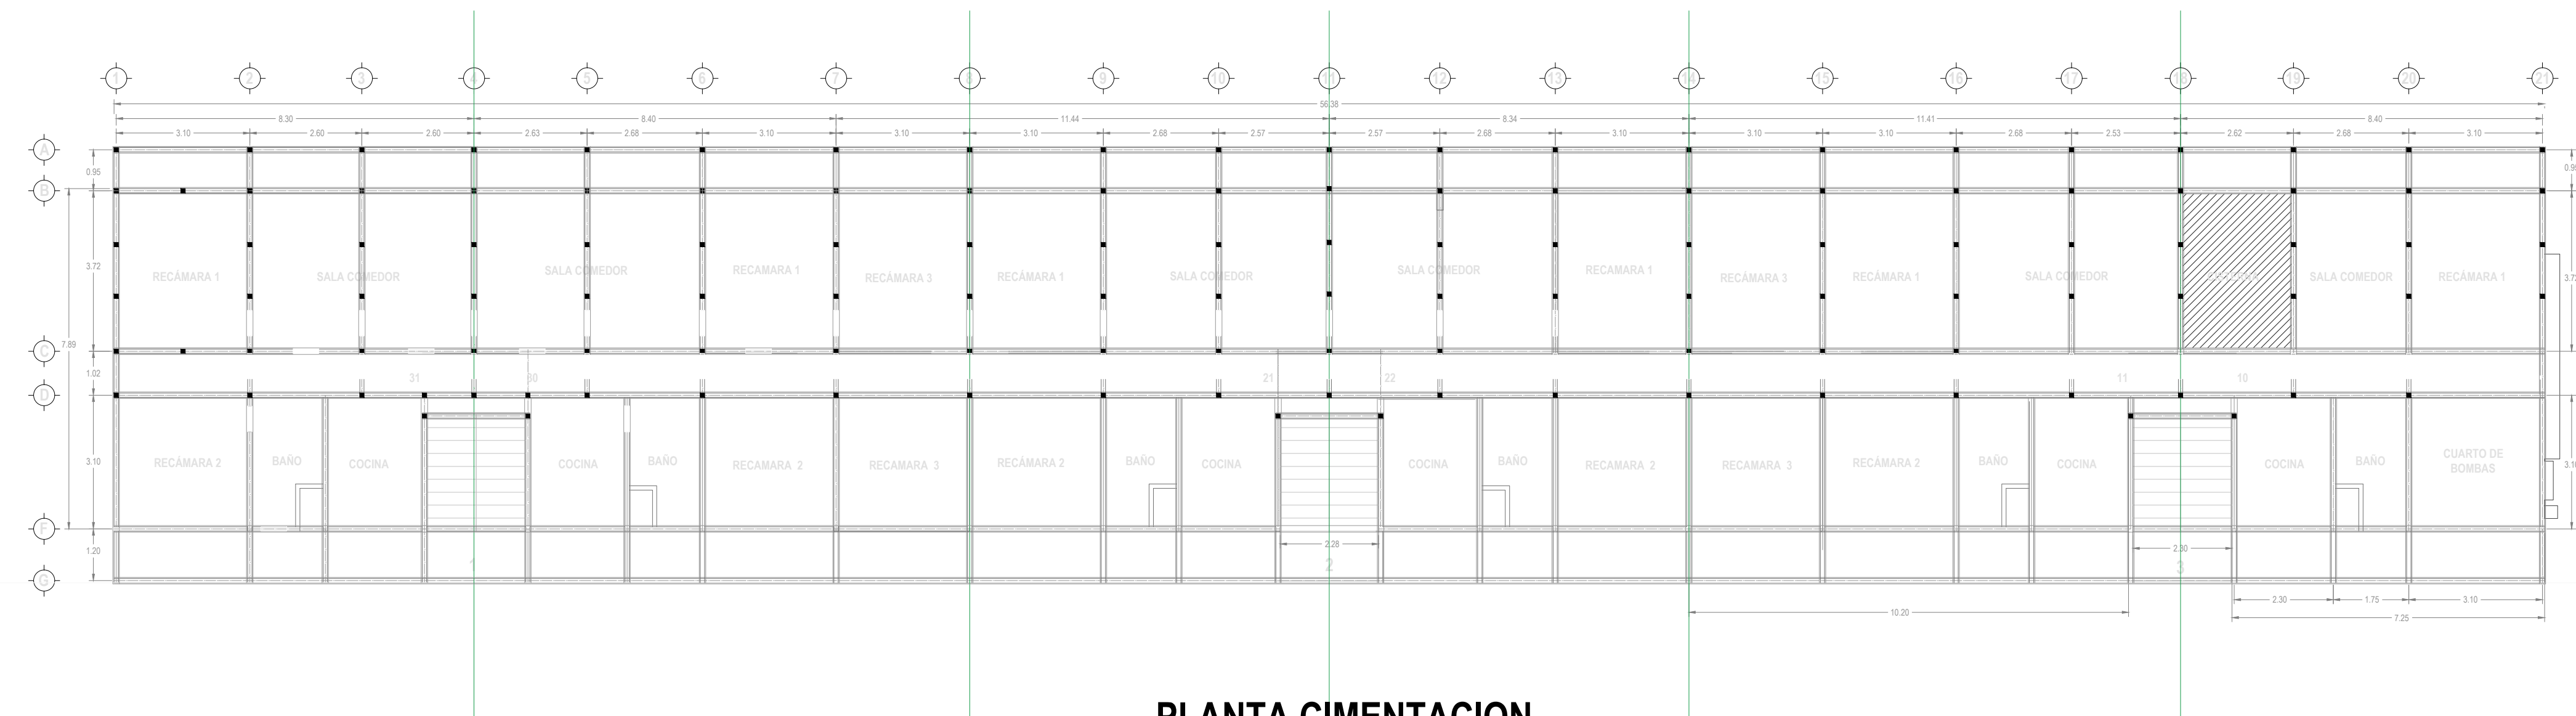 1 2 3 4 5 6 7 8 9 10 11 12 13 14 15 16 17 18 19 20 21
56.38
8.30 8.40 11.44 8.34 11.41 8.40
3.10 2.60 2.60 2.63 2.68 3.10 3.10 3.10 2.68 2.57 2.57 2.68 3.10 3.10 3.10 2.68 2.53 2.62 2.68 3.10
A
0.95
B
3.72
RECÁMARA 1 SALA COMEDOR SALA COMEDOR RECAMARA 1 RECÁMARA 3 RECÁMARA 1 SALA COMEDOR SALA COMEDOR RECAMARA 1 RECÁMARA 3 RECÁMARA 1 SALA COMEDOR SALA COMEDOR RECÁMARA 1
7.89
C
1.02
31 30 21 22 11 10
D
3.10
RECÁMARA 2 BAÑO COCINA COCINA BAÑO RECAMARA 2 RECAMARA 3 RECÁMARA 2 BAÑO COCINA COCINA BAÑO RECAMARA 2 RECAMARA 3 RECÁMARA 2 BAÑO COCINA COCINA BAÑO CUARTO DE
BOMBAS
F
1.20
2.28 2.30
1 2 3
G
2.30 1.75 3.10
10.20
7.25
PLANTA CIMENTACION